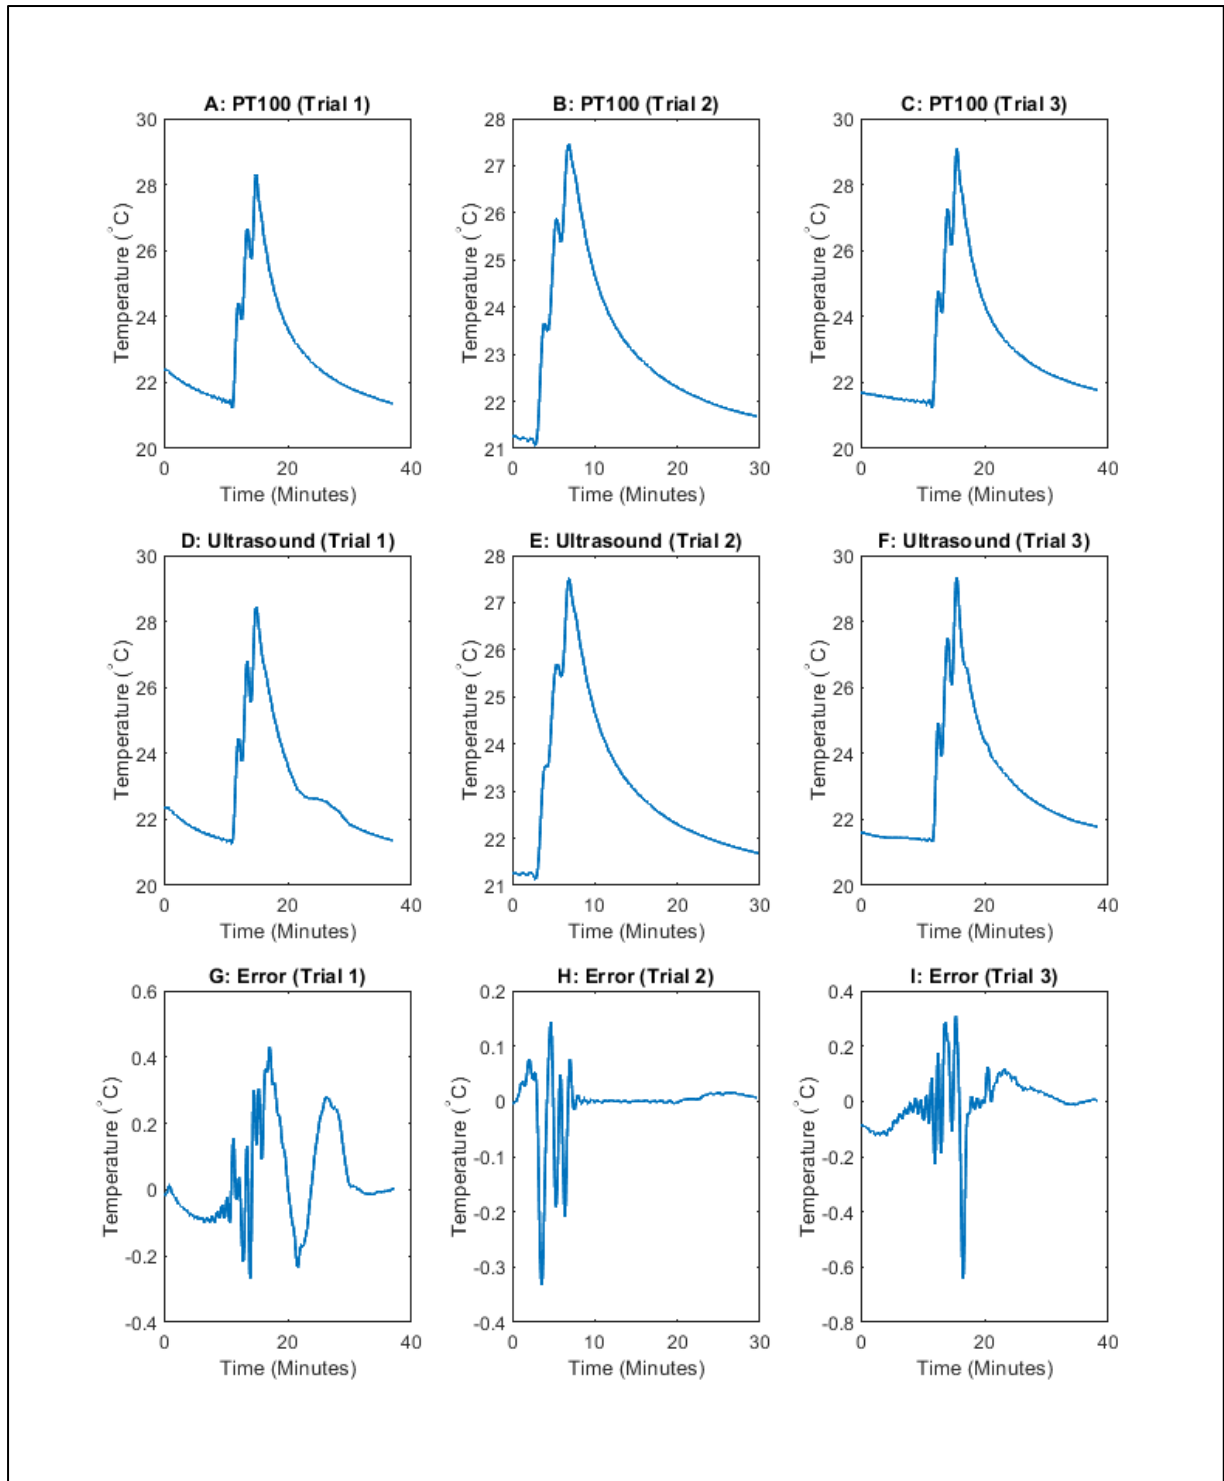 A: PT100 (Trial 1)
30
28
26
24
22
20
Temperature (°C)
0 20 40
Time (Minutes)
B: PT100 (Trial 2)
28
27
26
25
24
23
22
21
Temperature (°C)
0 10 20 30
Time (Minutes)
C: PT100 (Trial 3)
30
28
26
24
22
20
Temperature (°C)
0 20 40
Time (Minutes)
D: Ultrasound (Trial 1)
30
28
26
24
22
20
Temperature (°C)
0 20 40
Time (Minutes)
E: Ultrasound (Trial 2)
28
27
26
25
24
23
22
21
Temperature (°C)
0 10 20 30
Time (Minutes)
F: Ultrasound (Trial 3)
30
28
26
24
22
20
Temperature (°C)
0 20 40
Time (Minutes)
G: Error (Trial 1)
0.6
0.4
0.2
0
-0.2
-0.4
Temperature (°C)
0 20 40
Time (Minutes)
H: Error (Trial 2)
0.2
0.1
0
-0.1
-0.2
-0.3
-0.4
Temperature (°C)
0 10 20 30
Time (Minutes)
I: Error (Trial 3)
0.4
0.2
0
-0.2
-0.4
-0.6
-0.8
Temperature (°C)
0 20 40
Time (Minutes)